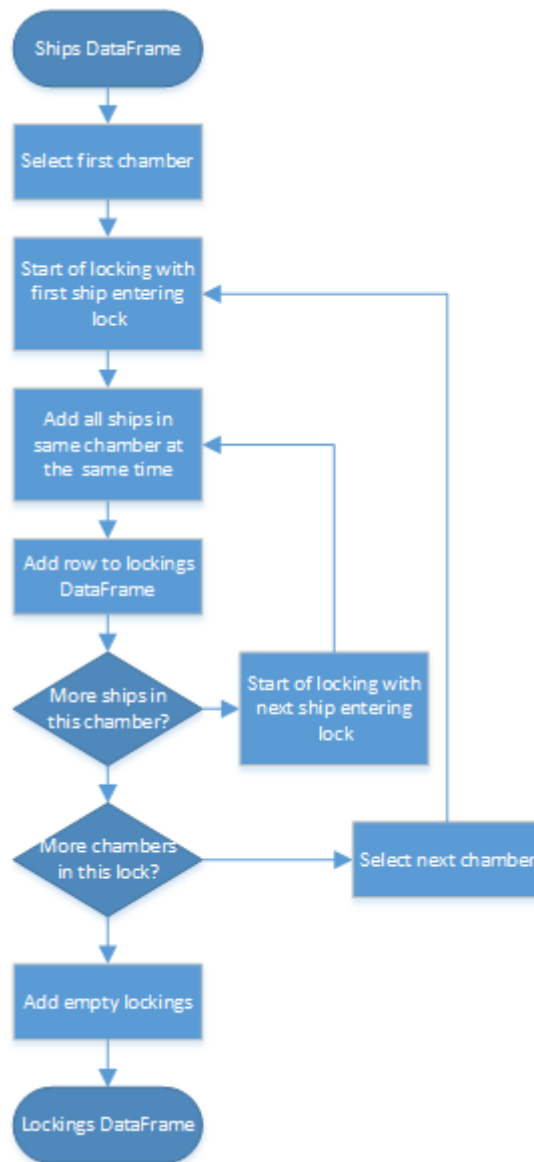 Ships DataFrame
Select first chamber
Start of locking with
first ship entering
lock
Add all ships in
same chamber at
the same time
Add row to lockings
DataFrame
More ships in
this chamber?
Start of locking with
next ship entering
lock
More chambers
in this lock?
Select next chamber
Add empty lockings
Lockings DataFrame